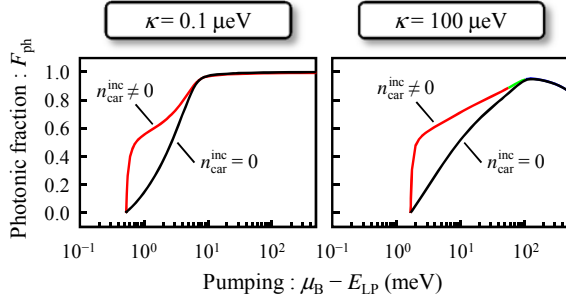 κ = 0.1 μeV
κ = 100 μeV
Photonic fraction : F_ph
1.0
0.8
0.6
0.4
0.2
0.0
n_car^inc ≠ 0
n_car^inc = 0
n_car^inc ≠ 0
n_car^inc = 0
10^−1 10^0 10^1 10^2 10^−1 10^0 10^1 10^2
Pumping : μ_B − E_LP (meV)